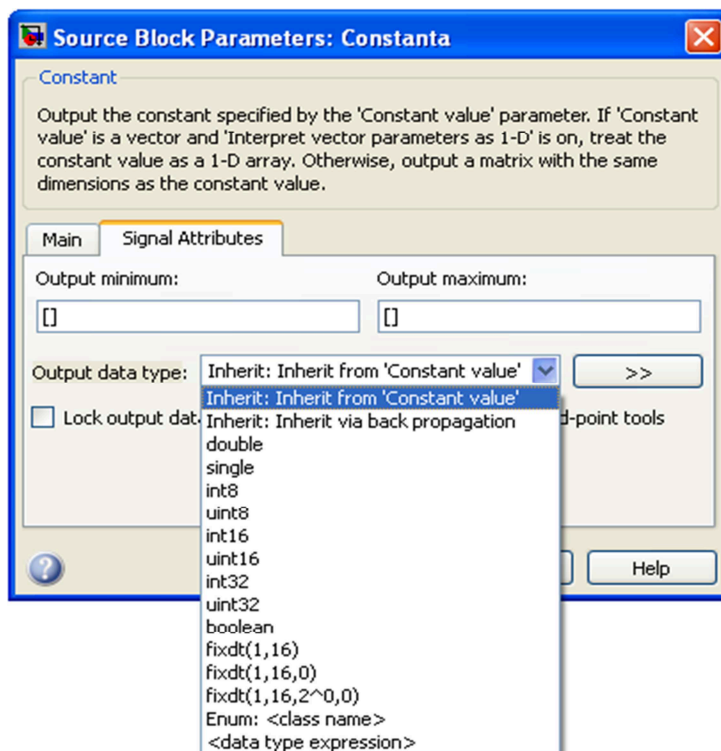 Source Block Parameters: Constanta
Constant
Output the constant specified by the 'Constant value' parameter. If 'Constant
value' is a vector and 'Interpret vector parameters as 1-D' is on, treat the
constant value as a 1-D array. Otherwise, output a matrix with the same
dimensions as the constant value.
Main Signal Attributes
Output minimum: Output maximum:
[] []
Output data type: Inherit: Inherit from 'Constant value' >>
Inherit: Inherit from 'Constant value'
Lock output Inherit: Inherit via back propagation d-point tools
double
single
int8
uint8
int16
uint16
int32 Help
uint32
boolean
fixdt(1,16)
fixdt(1,16,0)
fixdt(1,16,2^0,0)
Enum: <class name>
<data type expression>